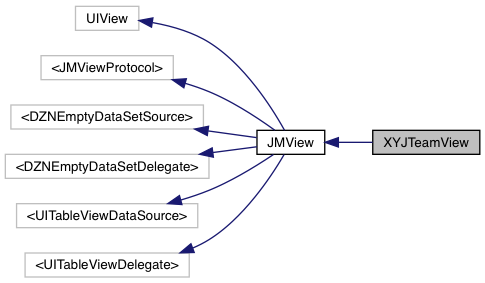 UIView
<JMViewProtocol>
<DZNEmptyDataSetSource>
JMView
XYJTeamView
<DZNEmptyDataSetDelegate>
<UITableViewDataSource>
<UITableViewDelegate>